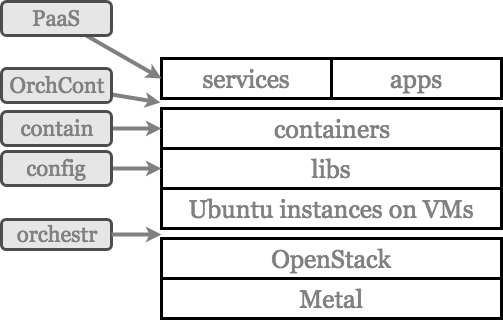 PaaS
OrchCont
services apps
contain
containers
config
libs
Ubuntu instances on VMs
orchestr
OpenStack
Metal